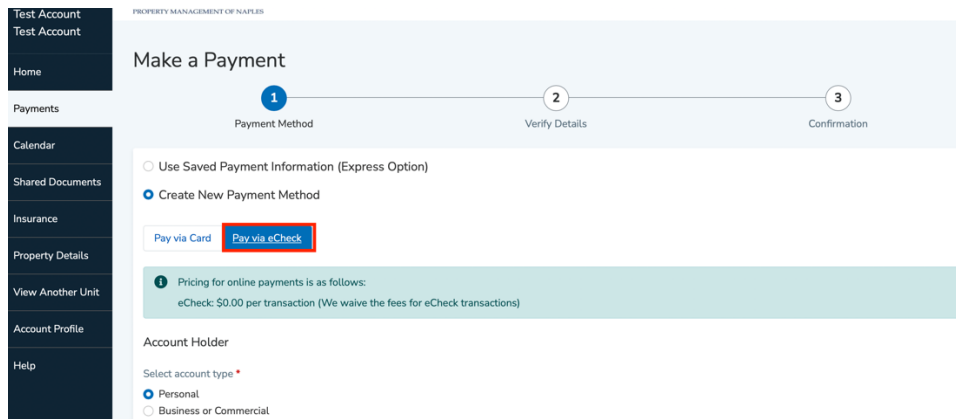 Test Account
Test Account
Home
Payments
Calendar
Shared Documents
Insurance
Property Details
View Another Unit
Account Profile
Help
PROPERTY MANAGEMENT OF NAPLES
Make a Payment
1
Payment Method
2
Verify Details
3
Confirmation
Use Saved Payment Information (Express Option)
Create New Payment Method
Pay via Card Pay via eCheck
Pricing for online payments is as follows:
eCheck: $0.00 per transaction (We waive the fees for eCheck transactions)
Account Holder
Select account type *
Personal
Business or Commercial